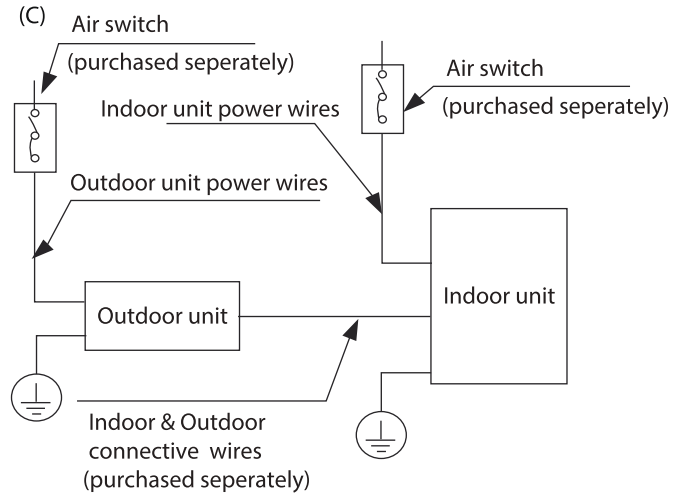 (C)
Air switch
(purchased seperately)
Air switch
(purchased seperately)
Indoor unit power wires
Outdoor unit power wires
Outdoor unit
Indoor unit
Indoor & Outdoor
connective wires
(purchased seperately)